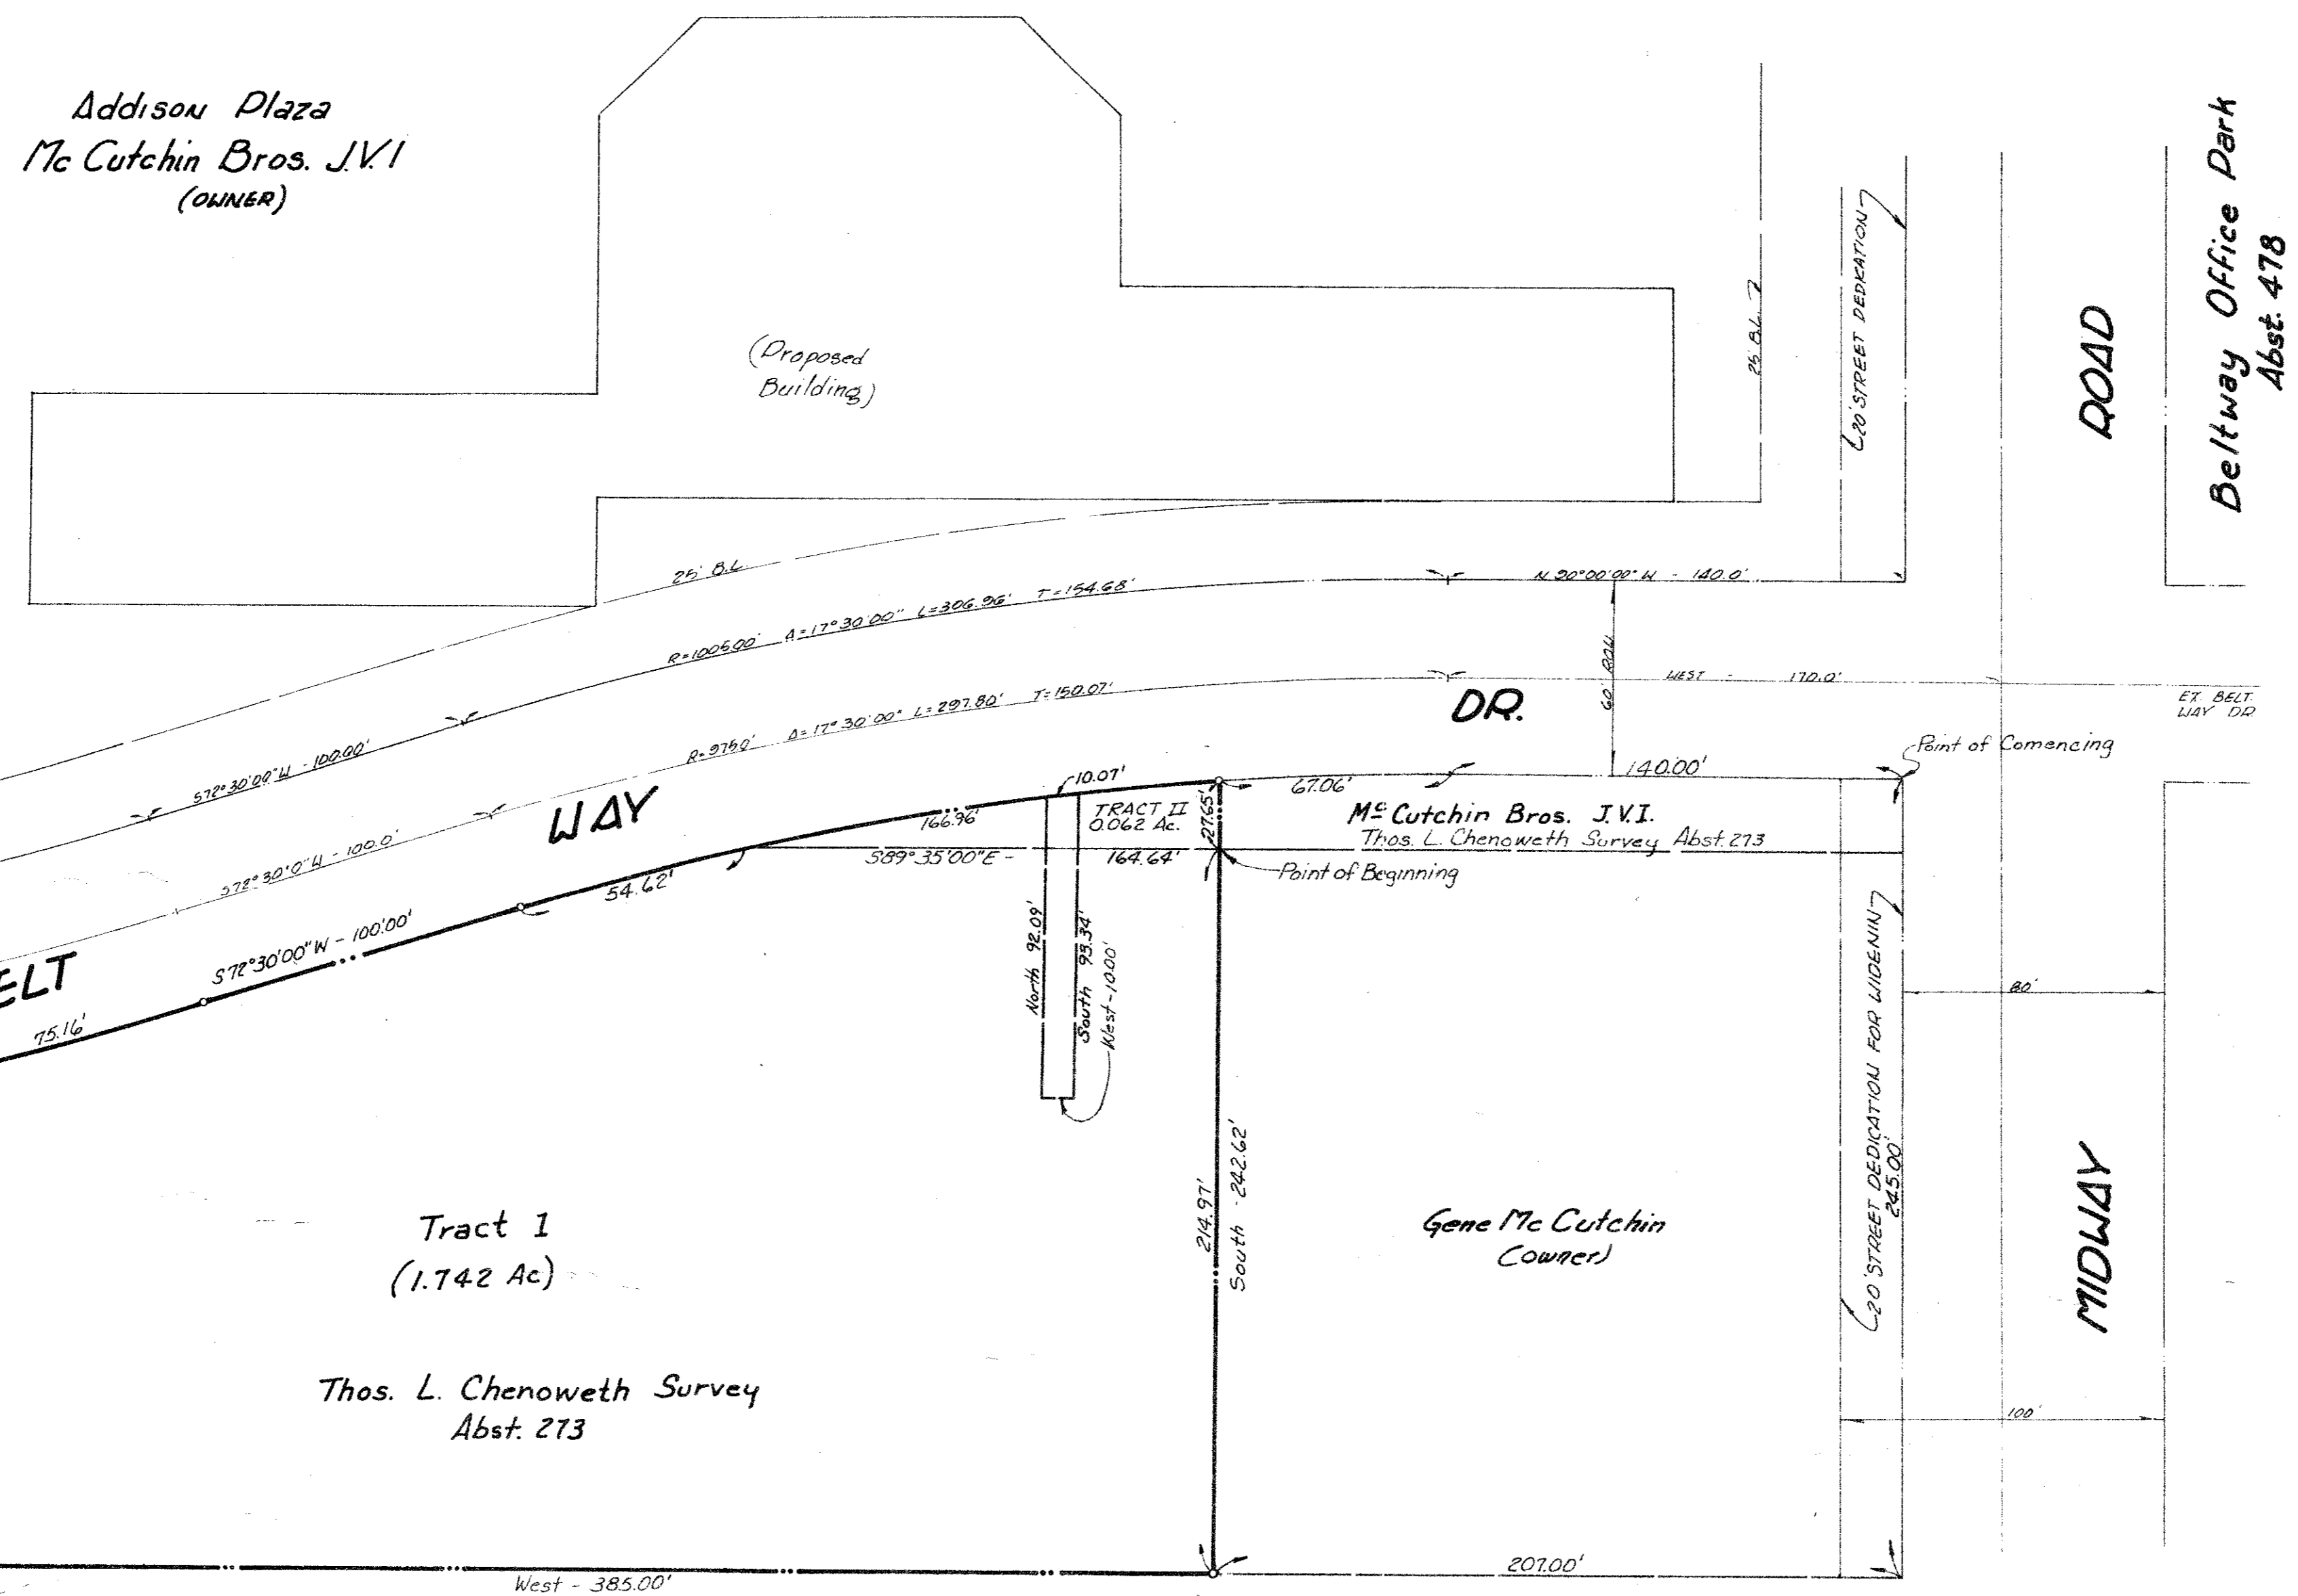 Addison Plaza
Mc Cutchin Bros. J.V.I
(OWNER)
(Proposed
Building)
25' B.L.
20' STREET DEDICATION
ROAD
Beltway Office Park
Abst. 478
25' B.L.
N 90°00'00" W - 140.0'
R=1005.00' Δ=17°30'00" L=306.96' T=154.68'
S72°30'00"W - 100.00'
60' ROW
WEST - 170.0'
EX. BELT
WAY DR
DR.
R=975.0' Δ=17°30'00" L=297.80' T=150.07'
S72°30'0"W - 100.0'
WAY
Point of Comencing
140.00'
67.06'
10.07'
TRACT II
0.062 Ac.
27.65'
166.96'
Mc Cutchin Bros. J.V.I.
Thos. L. Chenoweth Survey Abst. 273
S89°35'00"E - 164.64'
Point of Beginning
54.62'
S72°30'00"W - 100.00'
ELT
75.16'
North 92.09'
South 93.34'
West - 10.00'
80'
20' STREET DEDICATION FOR WIDENIN
245.00'
MIDWAY
214.97'
South - 242.62'
Tract 1
(1.742 Ac)
Gene Mc Cutchin
(owner)
Thos. L. Chenoweth Survey
Abst. 273
100'
West - 385.00'
207.00'